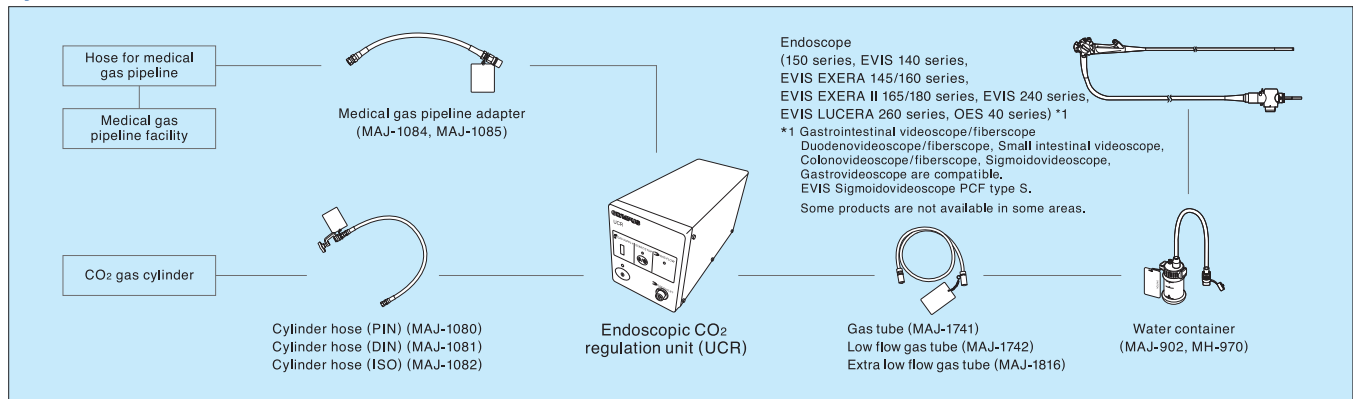 Hose for medical
gas pipeline
Medical gas
pipeline facility
Medical gas pipeline adapter
(MAJ-1084, MAJ-1085)
Endoscope
(150 series, EVIS 140 series,
EVIS EXERA 145/160 series,
EVIS EXERA II 165/180 series, EVIS 240 series,
EVIS LUCERA 260 series, OES 40 series) *1
*1 Gastrointestinal videoscope/fiberscope
Duodenovideoscope/fiberscope, Small intestinal videoscope,
Colonovideoscope/fiberscope, Sigmoidovideoscope,
Gastrovideoscope are compatible.
EVIS Sigmoidovideoscope PCF type S.
Some products are not available in some areas.
CO2 gas cylinder
Cylinder hose (PIN) (MAJ-1080)
Cylinder hose (DIN) (MAJ-1081)
Cylinder hose (ISO) (MAJ-1082)
OLYMPUS
UCR
Endoscopic CO2
regulation unit (UCR)
Gas tube (MAJ-1741)
Low flow gas tube (MAJ-1742)
Extra low flow gas tube (MAJ-1816)
Water container
(MAJ-902, MH-970)